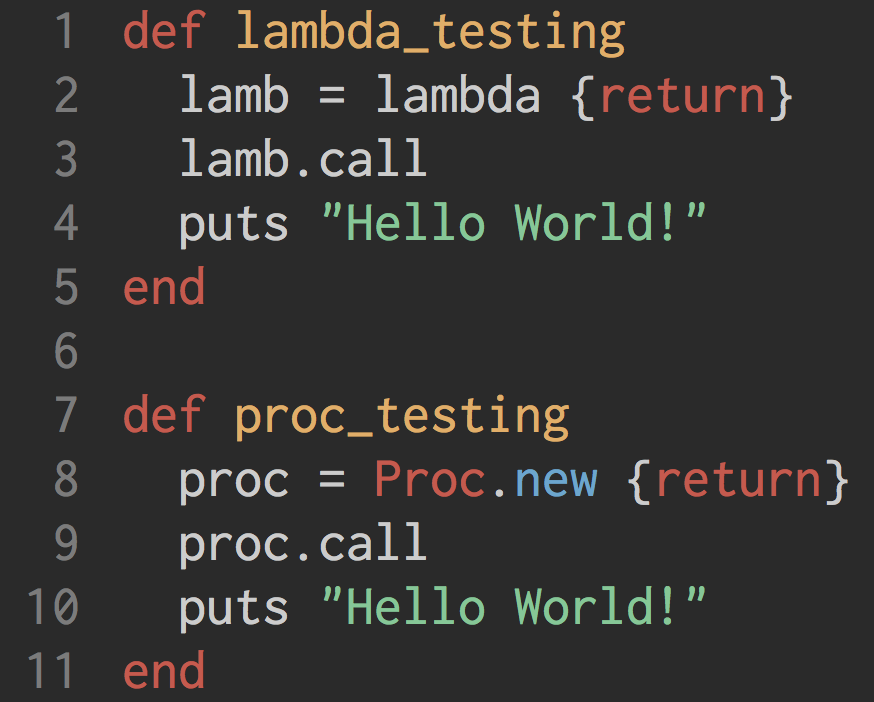 1 def lambda_testing
2   lamb = lambda {return}
3   lamb.call
4   puts "Hello World!"
5 end
6
7 def proc_testing
8   proc = Proc.new {return}
9   proc.call
10   puts "Hello World!"
11 end